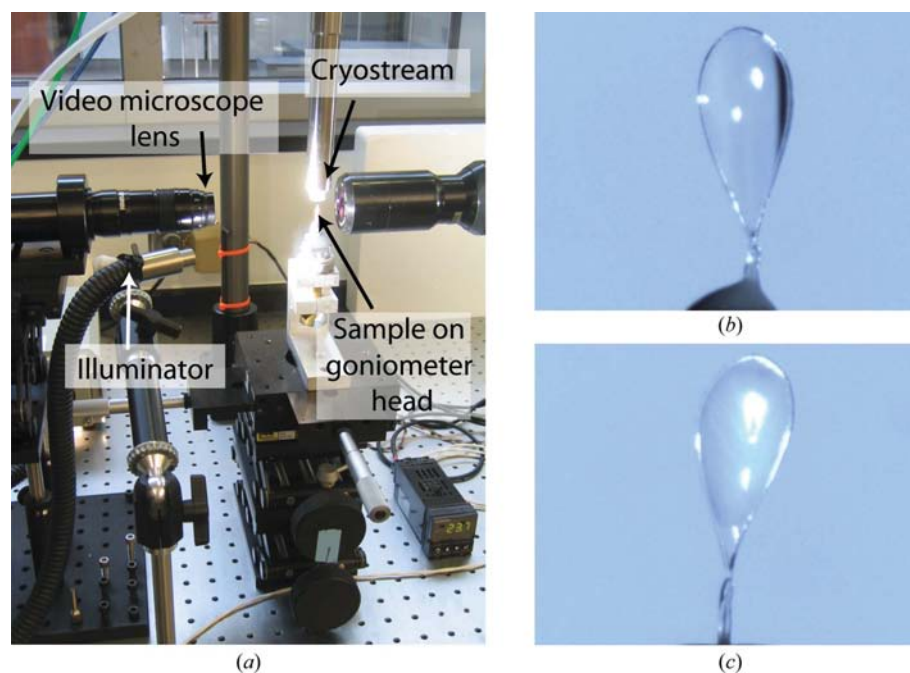 Cryostream
Video microscope
lens
Illuminator
Sample on
goniometer
head
237
(a)
(b)
(c)